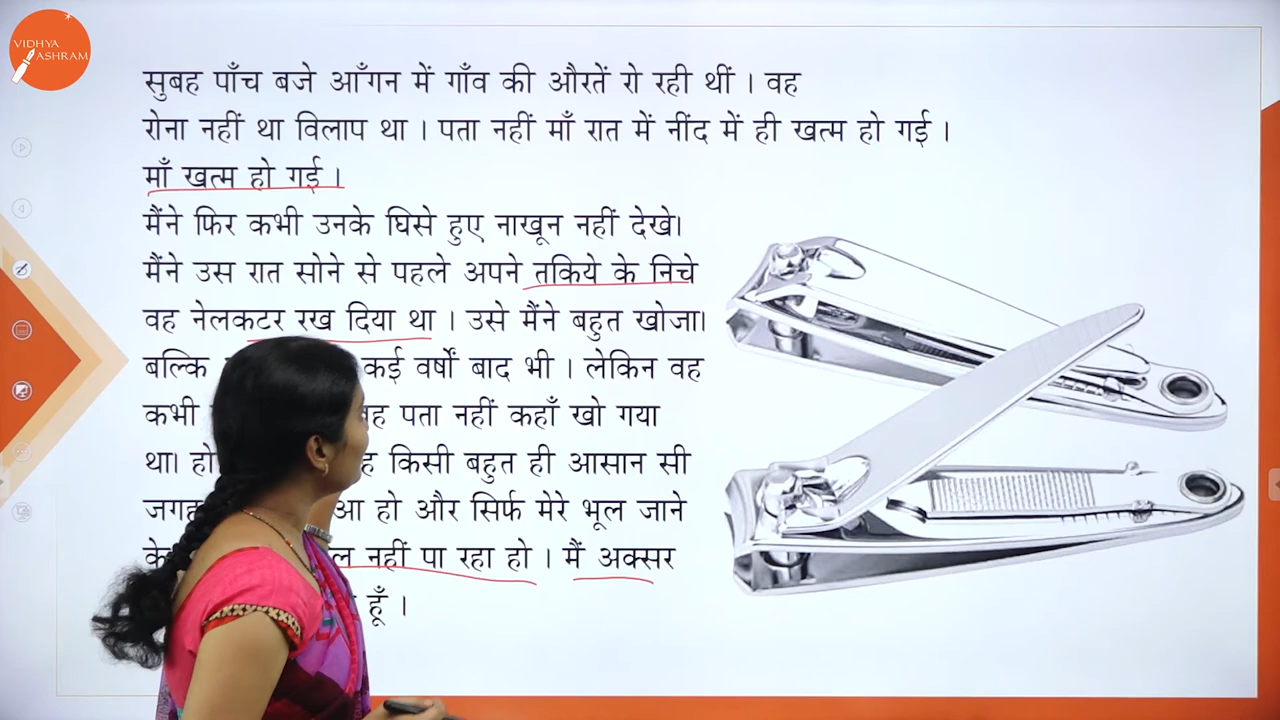 VIDHYA
ASHRAM
सुबह पाँच बजे आँगन में गाँव की औरतें रो रही थीं । वह
रोना नहीं था विलाप था । पता नहीं माँ रात में नींद में ही खत्म हो गई ।
माँ खत्म हो गई ।
मैंने फिर कभी उनके घिसे हुए नाखून नहीं देखे।
मैंने उस रात सोने से पहले अपने तकिये के निचे
वह नेलकटर रख दिया था । उसे मैंने बहुत खोजा।
बल्कि कई वर्षों बाद भी । लेकिन वह
कभी पता नहीं कहाँ खो गया
था। किसी बहुत ही आसान सी
हो और सिर्फ मेरे भूल जाने
नहीं पा रहा हो । मैं अक्सर
हूँ ।